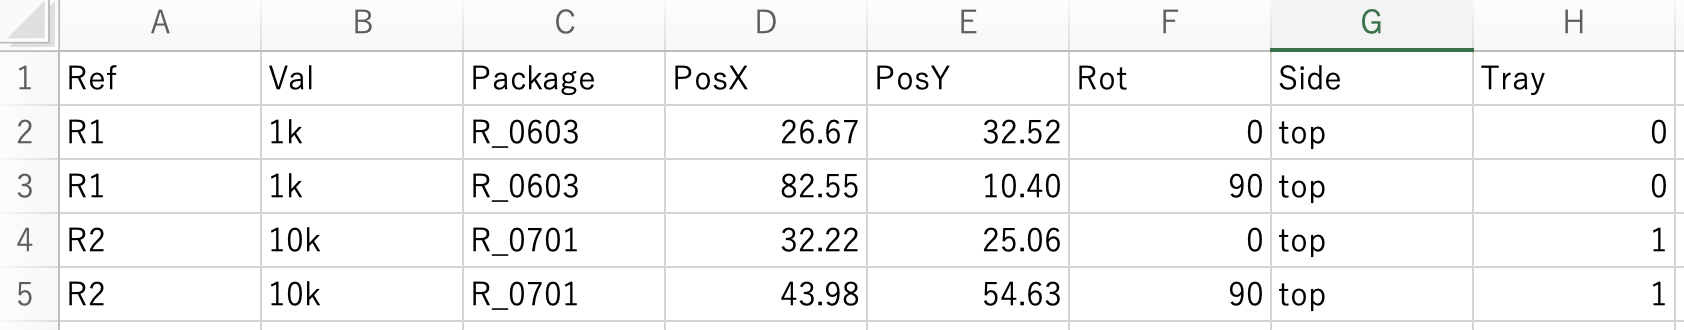 A B C D E F G H
1 Ref Val Package PosX PosY Rot Side Tray
2 R1 1k R_0603 26.67 32.52 0 top 0
3 R1 1k R_0603 82.55 10.40 90 top 0
4 R2 10k R_0701 32.22 25.06 0 top 1
5 R2 10k R_0701 43.98 54.63 90 top 1